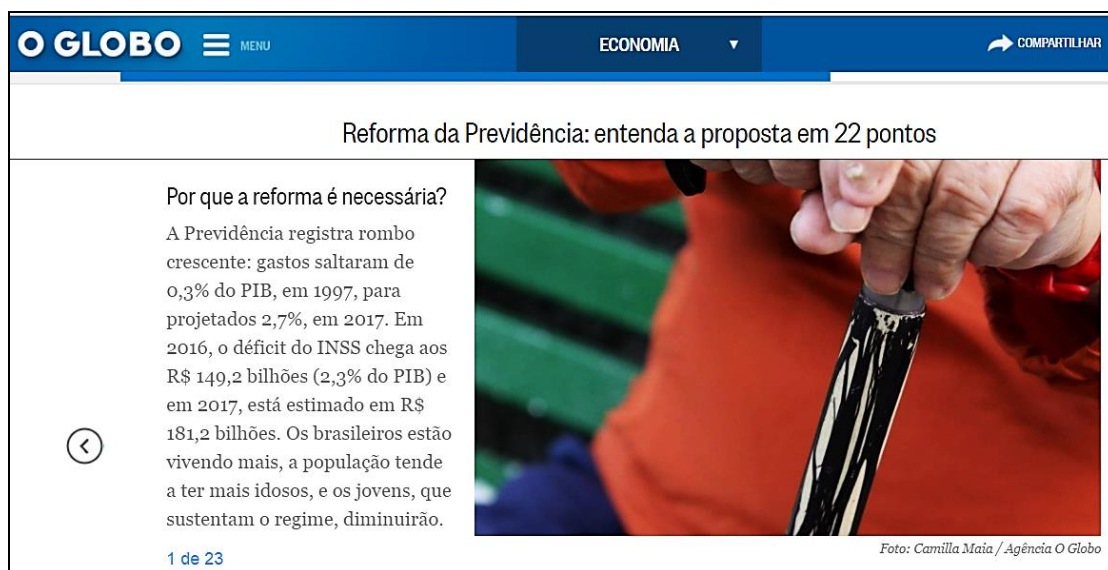 O GLOBO
MENU
ECONOMIA
COMPARTILHAR
Reforma da Previdência: entenda a proposta em 22 pontos
Por que a reforma é necessária?
A Previdência registra rombo
crescente: gastos saltaram de
0,3% do PIB, em 1997, para
projetados 2,7%, em 2017. Em
2016, o déficit do INSS chega aos
R$ 149,2 bilhões (2,3% do PIB) e
em 2017, está estimado em R$
181,2 bilhões. Os brasileiros estão
vivendo mais, a população tende
a ter mais idosos, e os jovens, que
sustentam o regime, diminuirão.
1 de 23
Foto: Camilla Maia / Agência O Globo